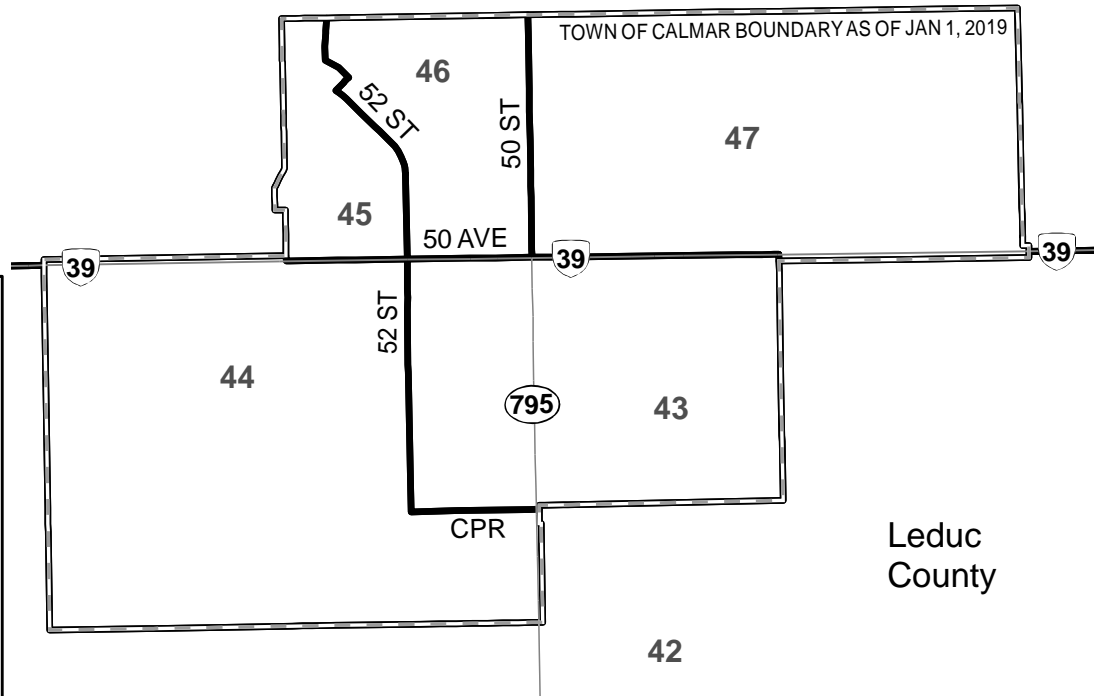 TOWN OF CALMAR BOUNDARY AS OF JAN 1, 2019
46
52 ST
50 ST
47
45
50 AVE
39
39
39
52 ST
44
795
43
CPR
Leduc
County
42